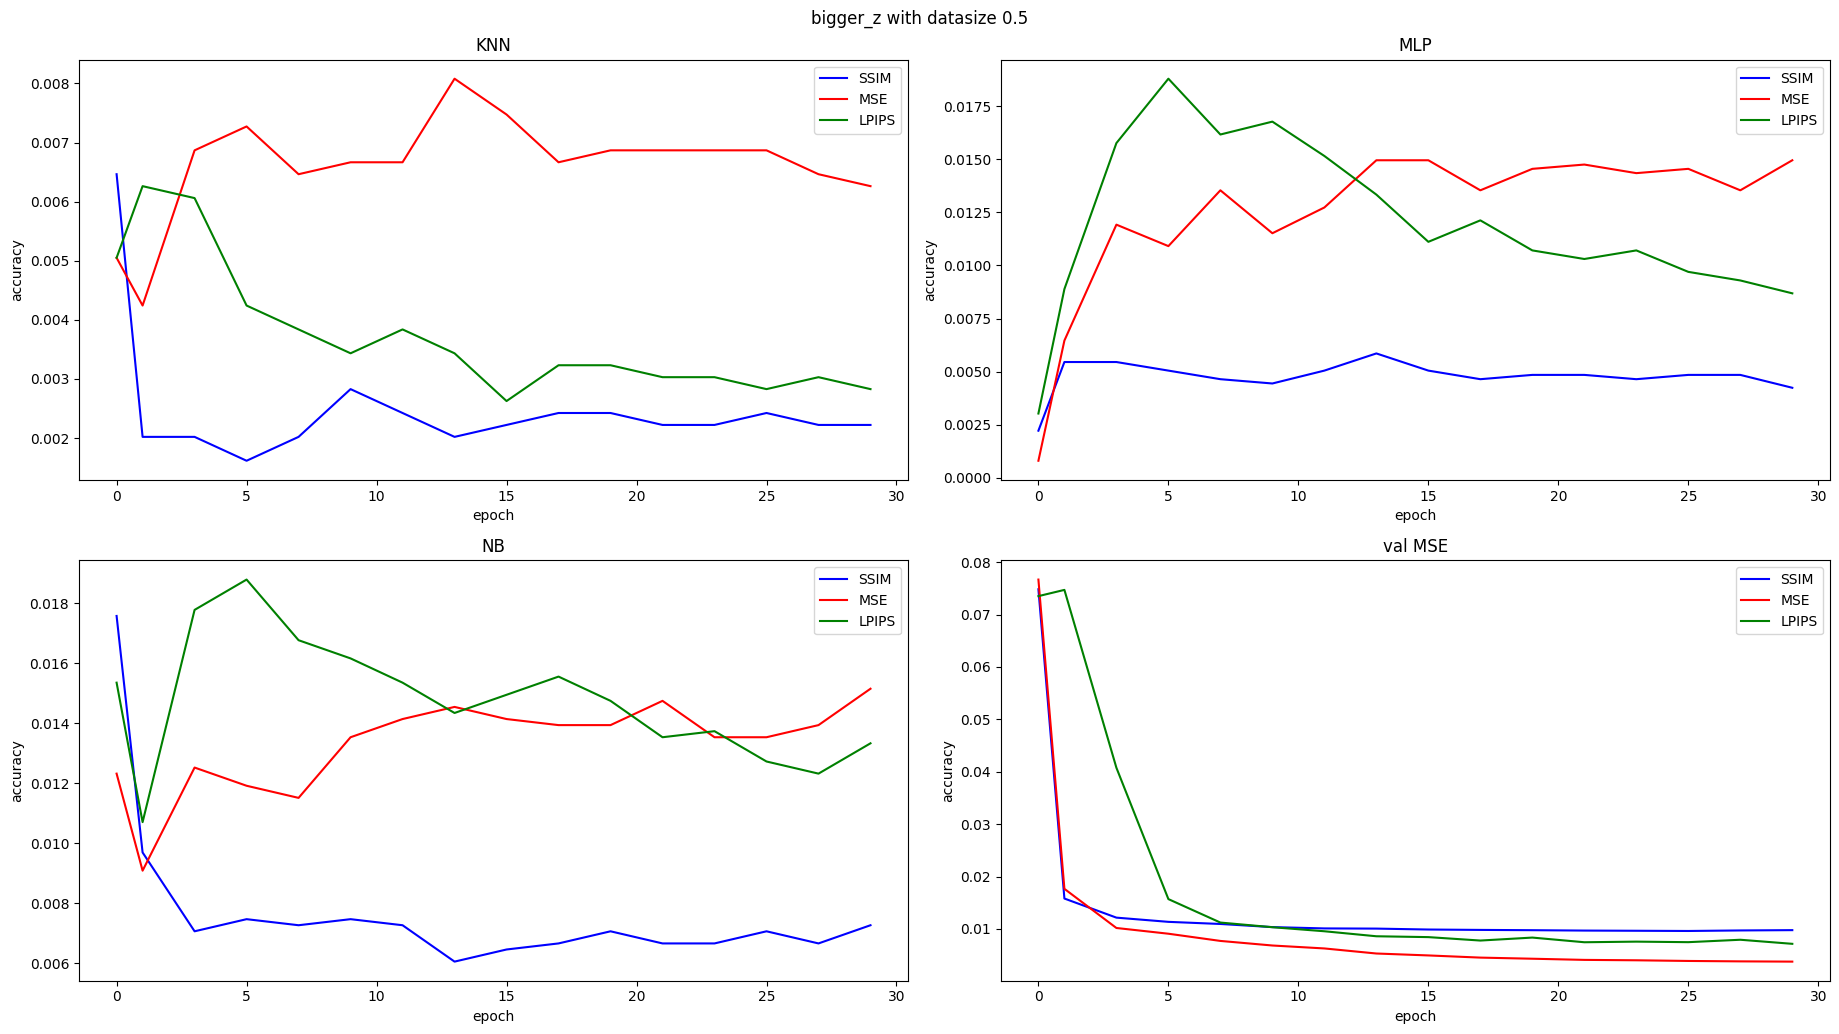 bigger_z with datasize 0.5
KNN
accuracy
0.008
0.007
0.006
0.005
0.004
0.003
0.002
SSIM
MSE
LPIPS
0 5 10 15 20 25 30
epoch
MLP
accuracy
0.0175
0.0150
0.0125
0.0100
0.0075
0.0050
0.0025
0.0000
SSIM
MSE
LPIPS
0 5 10 15 20 25 30
epoch
NB
accuracy
0.018
0.016
0.014
0.012
0.010
0.008
0.006
SSIM
MSE
LPIPS
0 5 10 15 20 25 30
epoch
val MSE
accuracy
0.08
0.07
0.06
0.05
0.04
0.03
0.02
0.01
SSIM
MSE
LPIPS
0 5 10 15 20 25 30
epoch